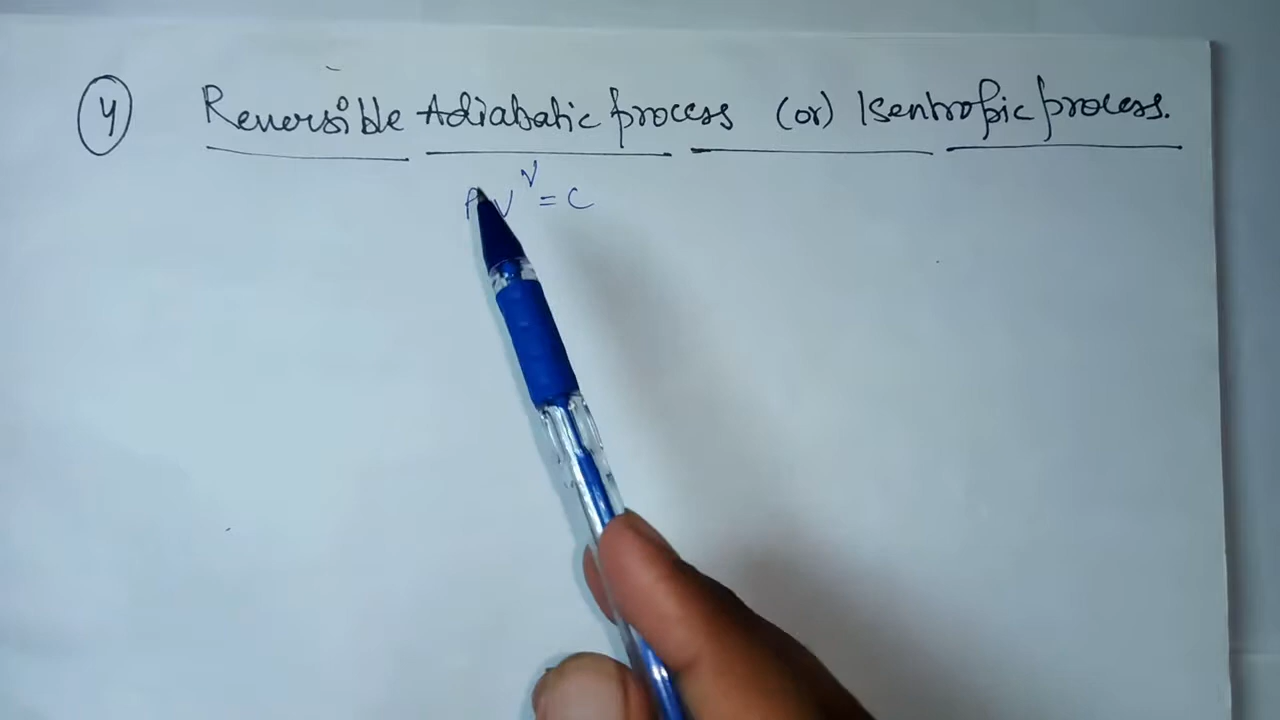 4 Reversible Adiabatic process (or) Isentropic process.
PV^γ = C